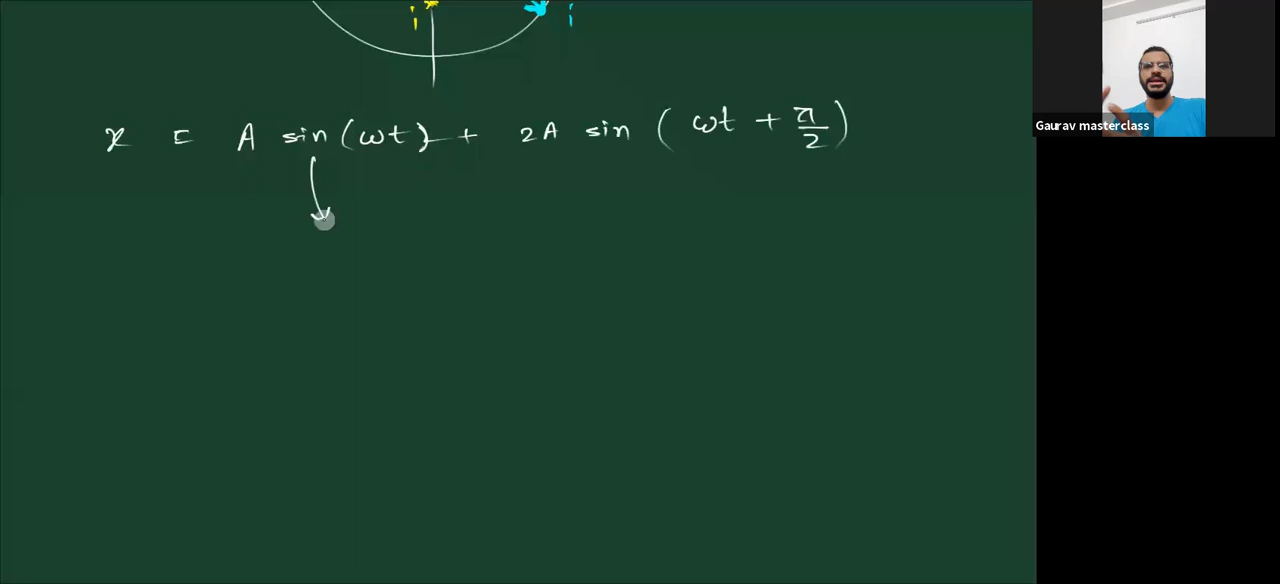 i i
x = A sin (ωt) + 2A sin ( ωt + π/2 )
Gaurav masterclass